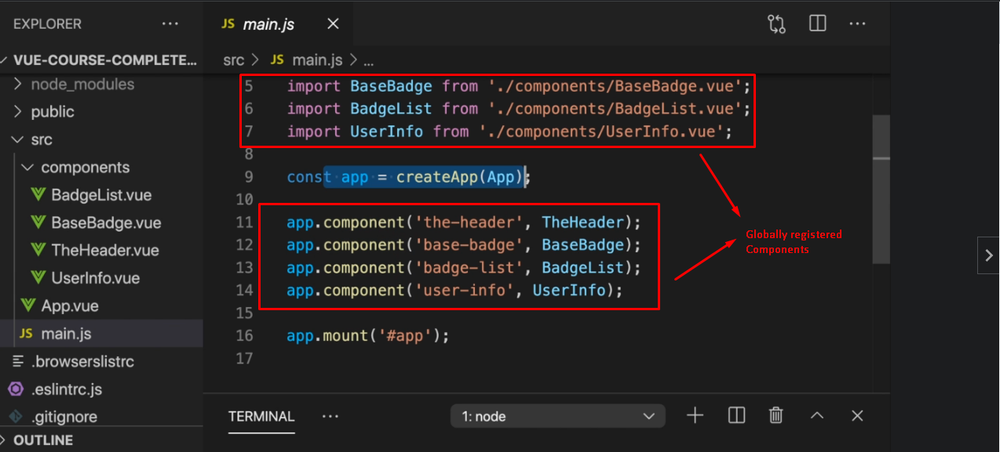 EXPLORER
···
JS main.js ×
···
VUE-COURSE-COMPLETE...
node_modules
public
src
components
BadgeList.vue
BaseBadge.vue
TheHeader.vue
UserInfo.vue
App.vue
JS main.js
.browserslistrc
.eslintrc.js
.gitignore
OUTLINE
src > JS main.js > ...
5 import BaseBadge from './components/BaseBadge.vue';
6 import BadgeList from './components/BadgeList.vue';
7 import UserInfo from './components/UserInfo.vue';
8
9 const app = createApp(App);
10
11 app.component('the-header', TheHeader);
12 app.component('base-badge', BaseBadge);
13 app.component('badge-list', BadgeList);
14 app.component('user-info', UserInfo);
15
16 app.mount('#app');
17
Globally registered
Components
TERMINAL ··· 1: node